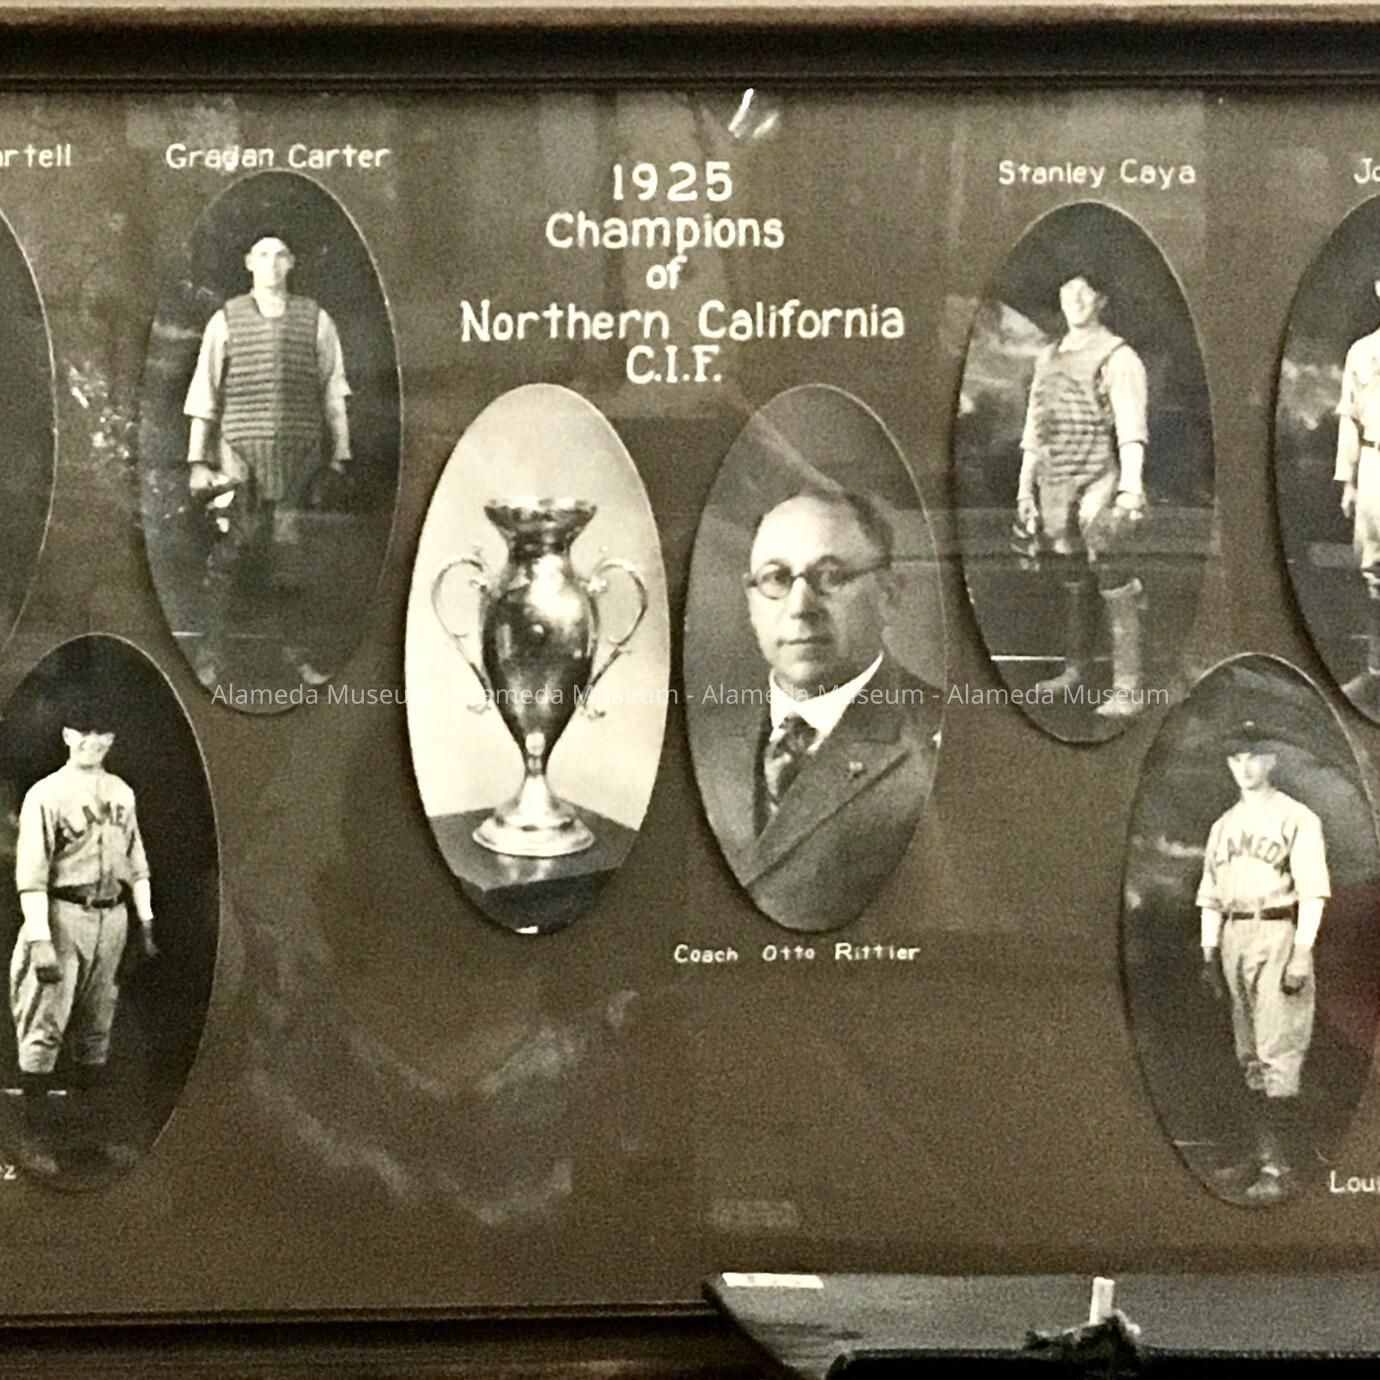 Gragan Carter
1925
Champions
of
Northern California
C.I.F.
Stanley Caya
Coach Otto Rittler
Alameda Museum - Alameda Museum - Alameda Museum - Alameda Museum